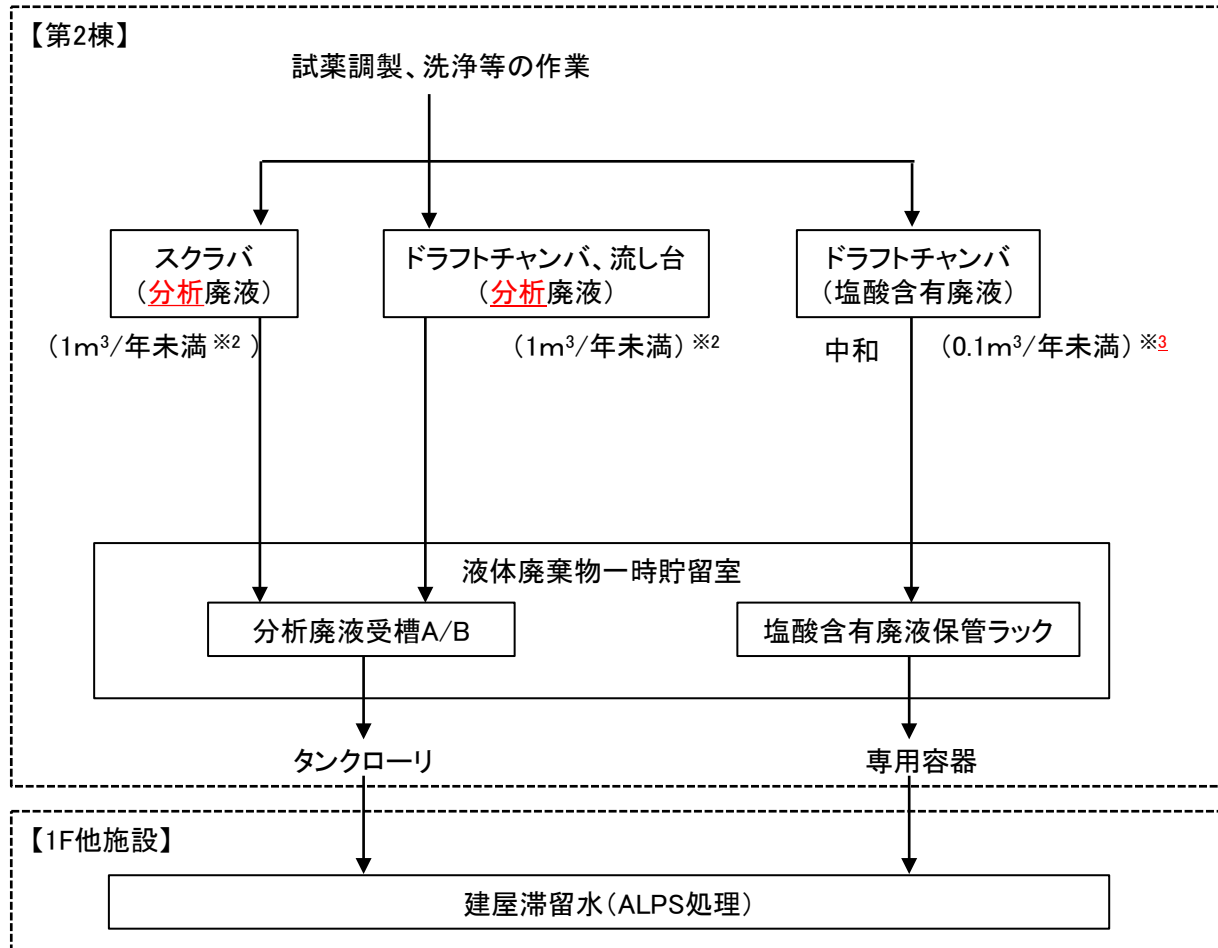 【第2棟】
試薬調製、洗浄等の作業
スクラバ
（分析廃液）
（1m³/年未満※2）
ドラフトチャンバ、流し台
（分析廃液）
（1m³/年未満）※2
ドラフトチャンバ
（塩酸含有廃液）
中和
（0.1m³/年未満）※3
液体廃棄物一時貯留室
分析廃液受槽A/B
塩酸含有廃液保管ラック
タンクローリ
専用容器
【1F他施設】
建屋滞留水（ALPS処理）